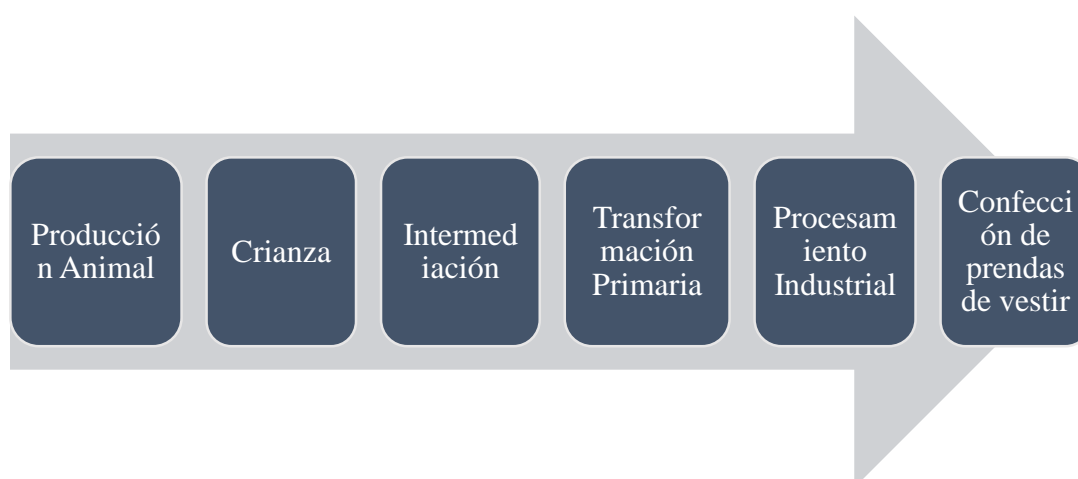 Producció
n Animal
Crianza
Intermed
iación
Transfor
mación
Primaria
Procesam
iento
Industrial
Confecci
ón de
prendas
de vestir